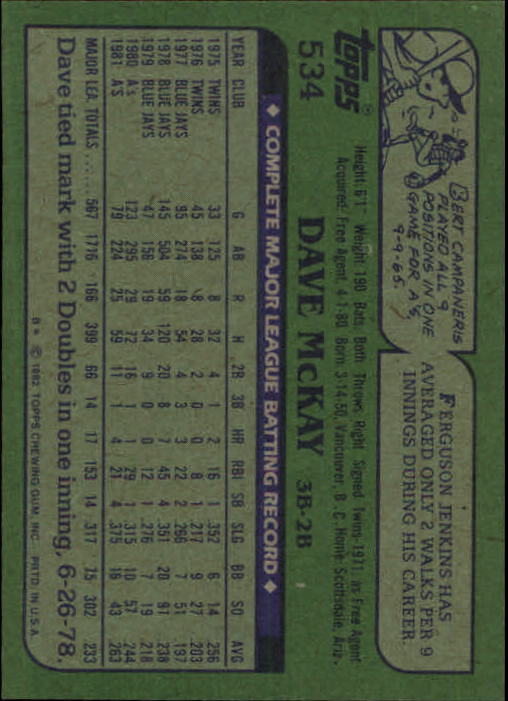 BERT CAMPANERIS
PLAYED ALL 9
POSITIONS IN ONE
GAME FOR A'S,
9-9-65.
FERGUSON JENKINS HAS
AVERAGED ONLY 2 WALKS PER 9
INNINGS DURING HIS CAREER.
topps®
534
DAVE McKAY 3B-2B
Height: 6'1" Weight: 190 Bats: Both Throws: Right Signed: Twins-1971 as Free Agent
Acquired: Free Agent, 4-1-80 Born: 3-14-50, Vancouver, B.C. Home: Scottsdale, Ariz.
◆ COMPLETE MAJOR LEAGUE BATTING RECORD ◆
YEAR CLUB G AB R H 2B 3B HR RBI SB SLG BB SO AVG
1975 TWINS 33 125 8 32 4 1 2 16 1 .352 6 14 .256
1976 TWINS 45 138 8 28 2 0 0 8 1 .217 9 27 .203
1977 BLUE JAYS 95 274 18 54 4 3 3 22 2 .266 7 51 .197
1978 BLUE JAYS 145 504 59 120 20 8 7 45 4 .351 20 91 .238
1979 BLUE JAYS 47 156 19 34 9 0 0 12 1 .276 7 19 .218
1980 A's 123 295 29 72 16 1 1 29 1 .315 10 57 .244
1981 A'S 79 224 25 59 11 1 4 21 4 .375 16 43 .263
MAJOR LEA. TOTALS ...... 567 1716 166 399 66 14 17 153 14 .317 75 302 .233
Dave tied mark with 2 Doubles in one inning, 6-26-78.
B* © 1982 TOPPS CHEWING GUM, INC. PRTD. IN U.S.A.